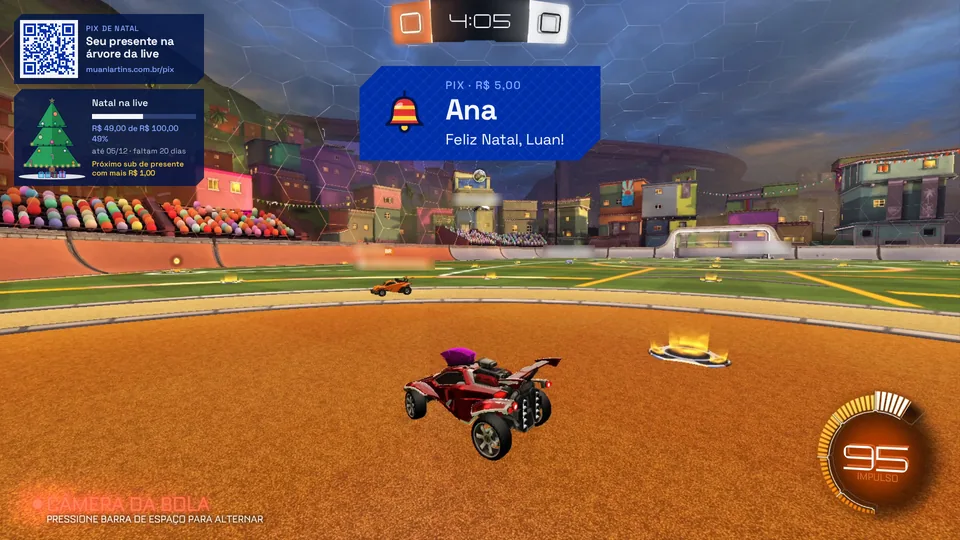 PIX DE NATAL
Seu presente na
árvore da live
muanlartins.com.br/pix
Natal na live
R$ 49,00 de R$ 100,00
49%
até 05/12 · faltam 20 dias
Próximo sub de presente
com mais R$ 1,00
0
4:05
0
PIX · R$ 5,00
Ana
Feliz Natal, Luan!
95
IMPULSO
CÂMERA DA BOLA
PRESSIONE BARRA DE ESPAÇO PARA ALTERNAR